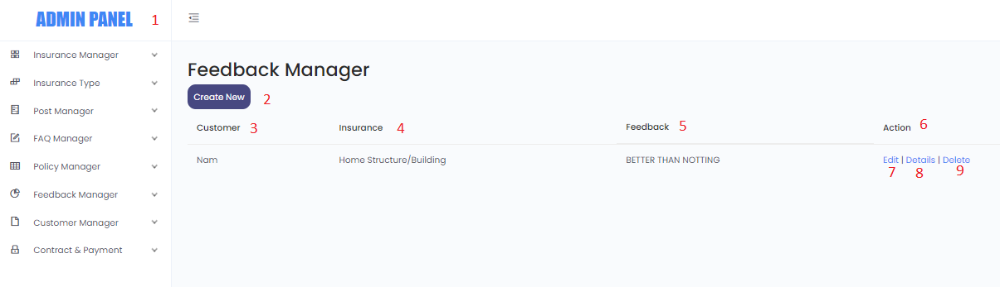 ADMIN PANEL 1
Insurance Manager
Insurance Type
Post Manager
FAQ Manager
Policy Manager
Feedback Manager
Customer Manager
Contract & Payment
Feedback Manager
Create New 2
Customer 3 Insurance 4 Feedback 5 Action 6
Nam Home Structure/Building BETTER THAN NOTTING Edit | Details | Delete
7 8 9